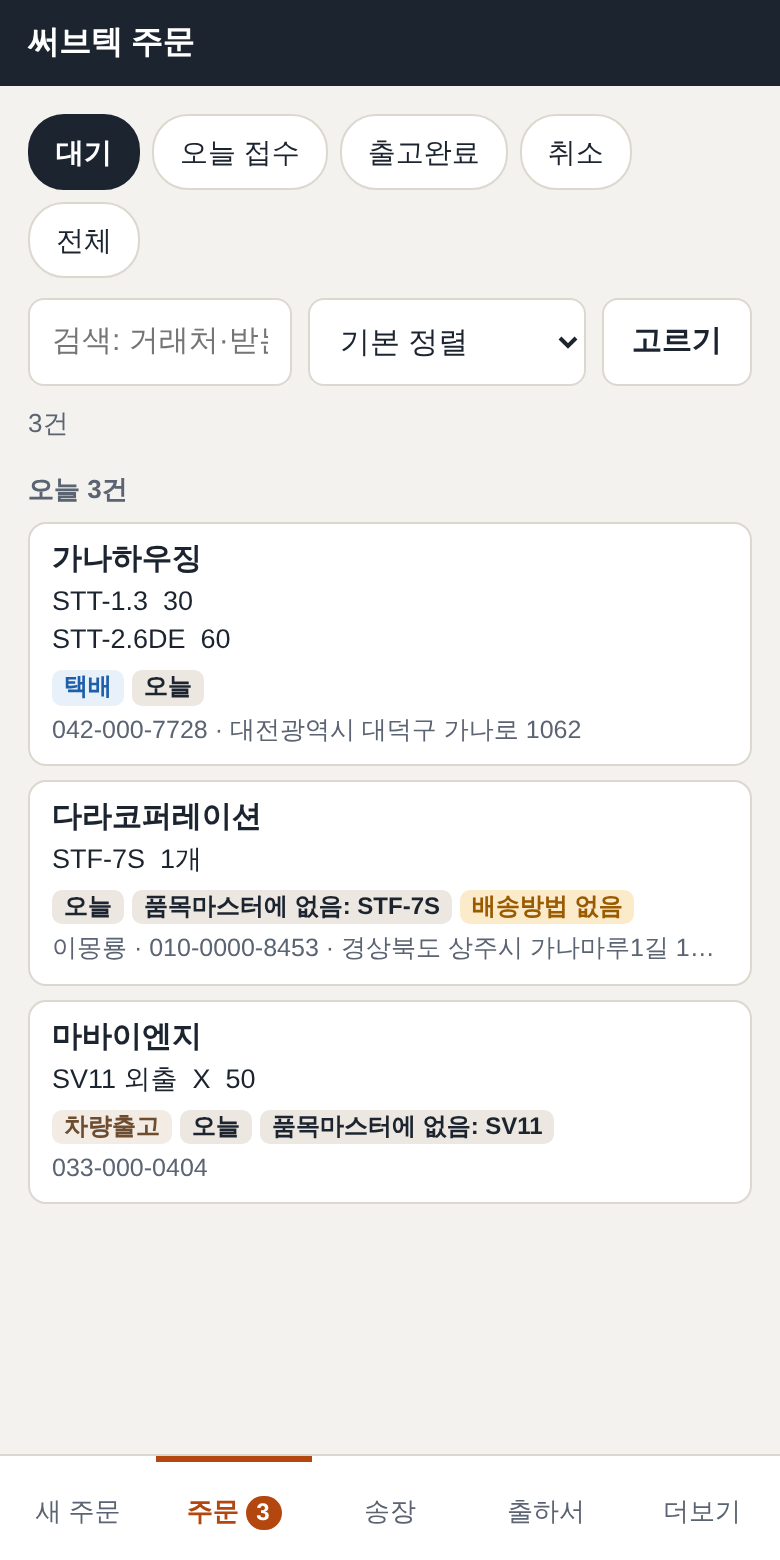 써브텍 주문
대기 오늘 접수 출고완료 취소
전체
검색: 거래처·받 기본 정렬 고르기
3건
오늘 3건
가나하우징
STT-1.3 30
STT-2.6DE 60
택배 오늘
042-000-7728 · 대전광역시 대덕구 가나로 1062
다라코퍼레이션
STF-7S 1개
오늘 품목마스터에 없음: STF-7S 배송방법 없음
이몽룡 · 010-0000-8453 · 경상북도 상주시 가나마루1길 1…
마바이엔지
SV11 외출 X 50
차량출고 오늘 품목마스터에 없음: SV11
033-000-0404
새 주문 주문 3 송장 출하서 더보기